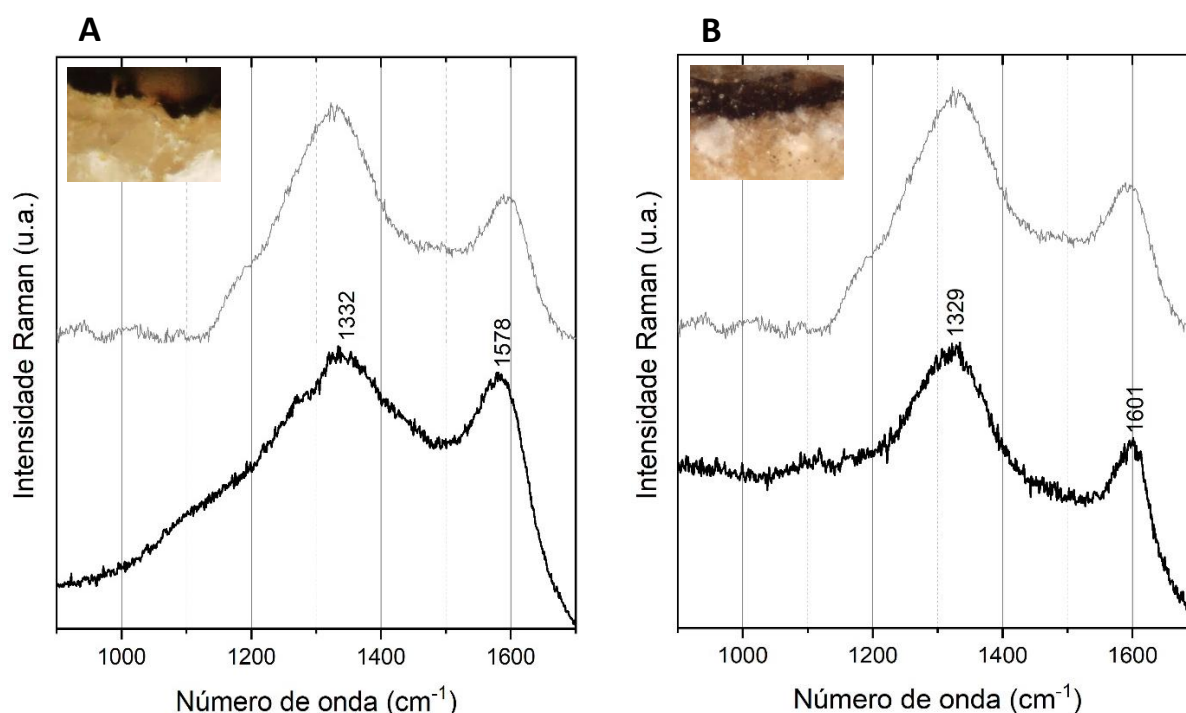 A
B
Intensidade Raman (u.a.)
1332
1578
1000 1200 1400 1600
Número de onda (cm⁻¹)
Intensidade Raman (u.a.)
1329
1601
1000 1200 1400 1600
Número de onda (cm⁻¹)